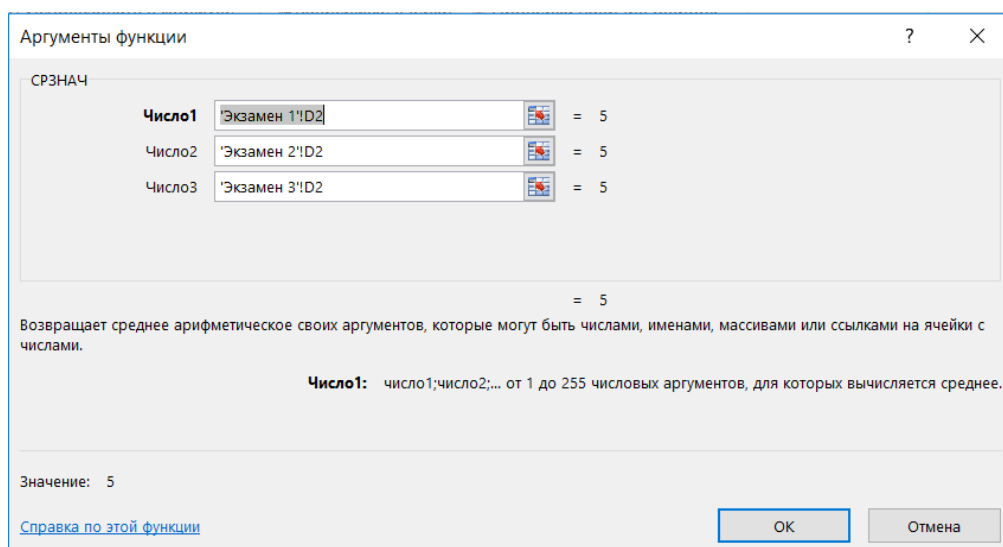 Аргументы функции ?
СРЗНАЧ
Число1 'Экзамен 1'!D2 = 5
Число2 'Экзамен 2'!D2 = 5
Число3 'Экзамен 3'!D2 = 5
= 5
Возвращает среднее арифметическое своих аргументов, которые могут быть числами, именами, массивами или ссылками на ячейки с
числами.
Число1: число1;число2;... от 1 до 255 числовых аргументов, для которых вычисляется среднее.
Значение: 5
Справка по этой функции ОК Отмена